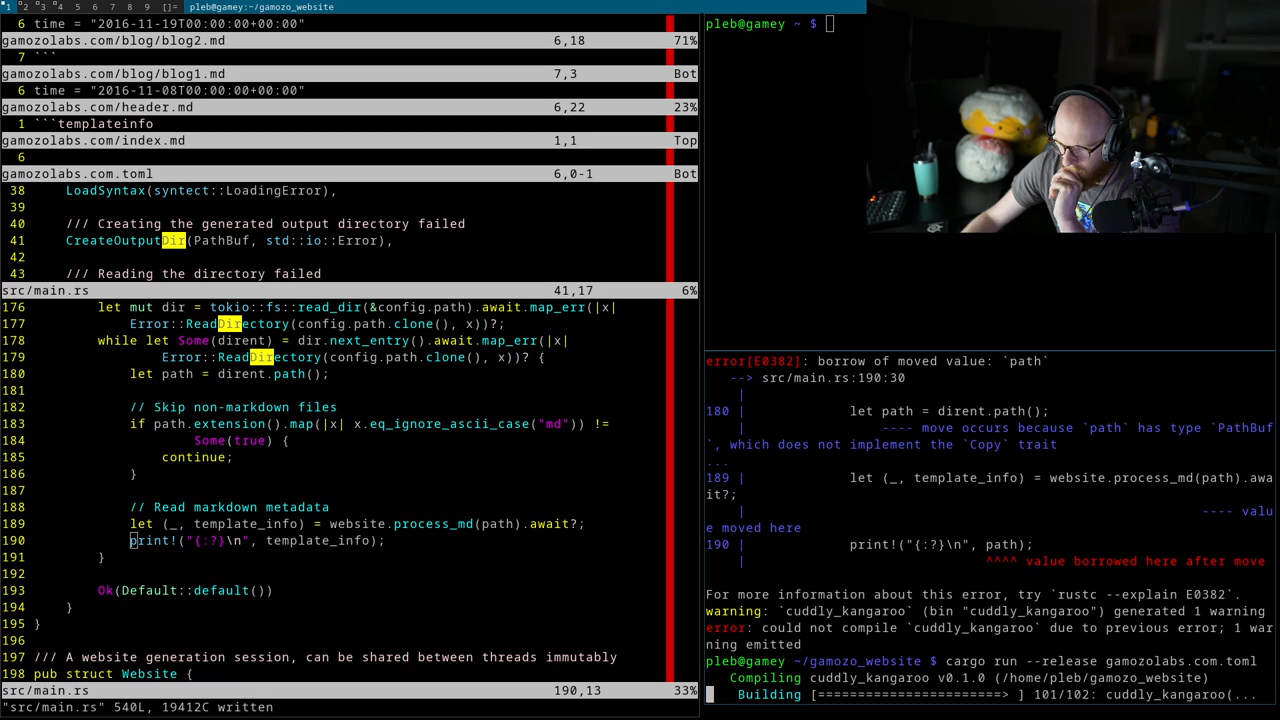 1 2 3 4 5 6 7 8 9 []= pleb@gamey:~/gamozo_website
6 time = "2016-11-19T00:00:00+00:00"
gamozolabs.com/blog/blog2.md 6,18 71%
7 ```
gamozolabs.com/blog/blog1.md 7,3 Bot
6 time = "2016-11-08T00:00:00+00:00"
gamozolabs.com/header.md 6,22 23%
1 ```templateinfo
gamozolabs.com/index.md 1,1 Top
6
gamozolabs.com.toml 6,0-1 Bot
38 LoadSyntax(syntect::LoadingError),
39
40 /// Creating the generated output directory failed
41 CreateOutputDir(PathBuf, std::io::Error),
42
43 /// Reading the directory failed
src/main.rs 41,17 6%
176 let mut dir = tokio::fs::read_dir(&config.path).await.map_err(|x|
177 Error::ReadDirectory(config.path.clone(), x))?;
178 while let Some(dirent) = dir.next_entry().await.map_err(|x|
179 Error::ReadDirectory(config.path.clone(), x))? {
180 let path = dirent.path();
181
182 // Skip non-markdown files
183 if path.extension().map(|x| x.eq_ignore_ascii_case("md")) !=
184 Some(true) {
185 continue;
186 }
187
188 // Read markdown metadata
189 let (_, template_info) = website.process_md(path).await?;
190 print!("{:?}\n", template_info);
191 }
192
193 Ok(Default::default())
194 }
195 }
196
197 /// A website generation session, can be shared between threads immutably
198 pub struct Website {
src/main.rs 190,13 33%
"src/main.rs" 540L, 19412C written
pleb@gamey ~ $
error[E0382]: borrow of moved value: `path`
--> src/main.rs:190:30
|
180 | let path = dirent.path();
| ---- move occurs because `path` has type `PathBuf
`, which does not implement the `Copy` trait
...
189 | let (_, template_info) = website.process_md(path).awa
it?;
| ---- valu
e moved here
190 | print!("{:?}\n", path);
| ^^^^ value borrowed here after move
For more information about this error, try `rustc --explain E0382`.
warning: `cuddly_kangaroo` (bin "cuddly_kangaroo") generated 1 warning
error: could not compile `cuddly_kangaroo` due to previous error; 1 war
ning emitted
pleb@gamey ~/gamozo_website $ cargo run --release gamozolabs.com.toml
Compiling cuddly_kangaroo v0.1.0 (/home/pleb/gamozo_website)
Building [=======================> ] 101/102: cuddly_kangaroo(...